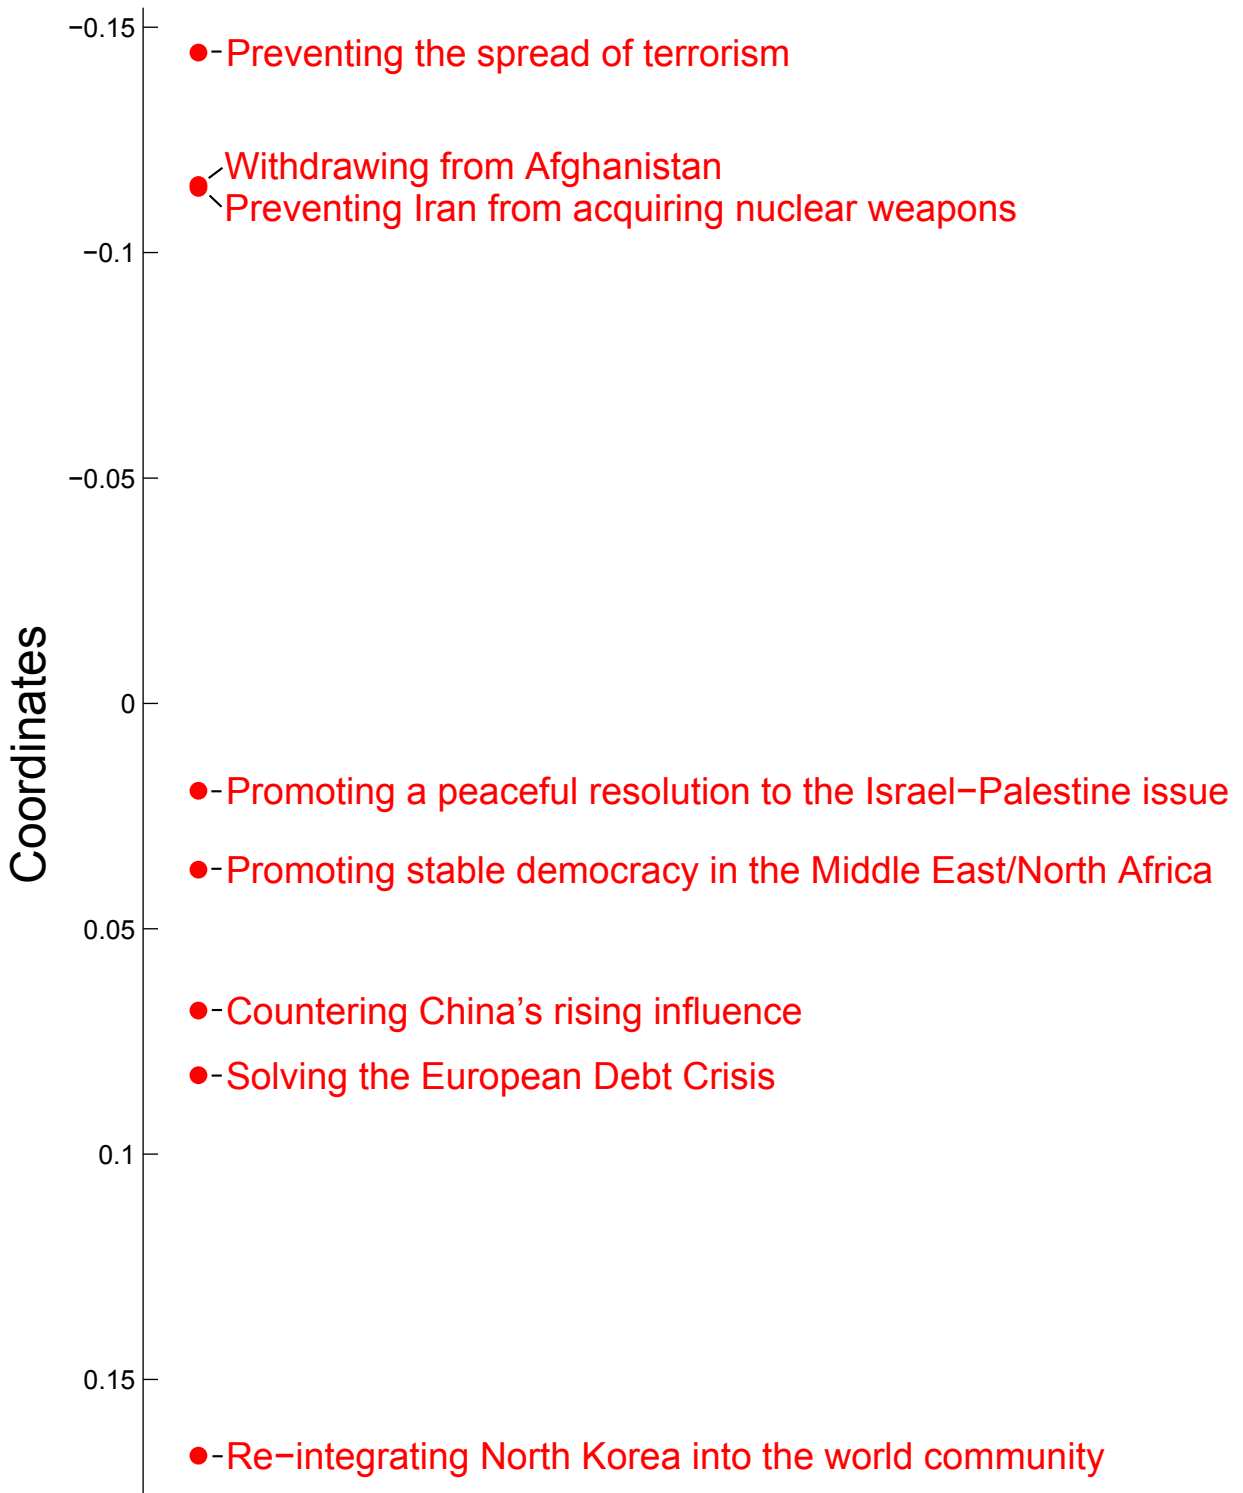 −0.15
Preventing the spread of terrorism
Withdrawing from Afghanistan
Preventing Iran from acquiring nuclear weapons
−0.1
−0.05
Coordinates
0
Promoting a peaceful resolution to the Israel−Palestine issue
Promoting stable democracy in the Middle East/North Africa
0.05
Countering China’s rising influence
Solving the European Debt Crisis
0.1
0.15
Re−integrating North Korea into the world community